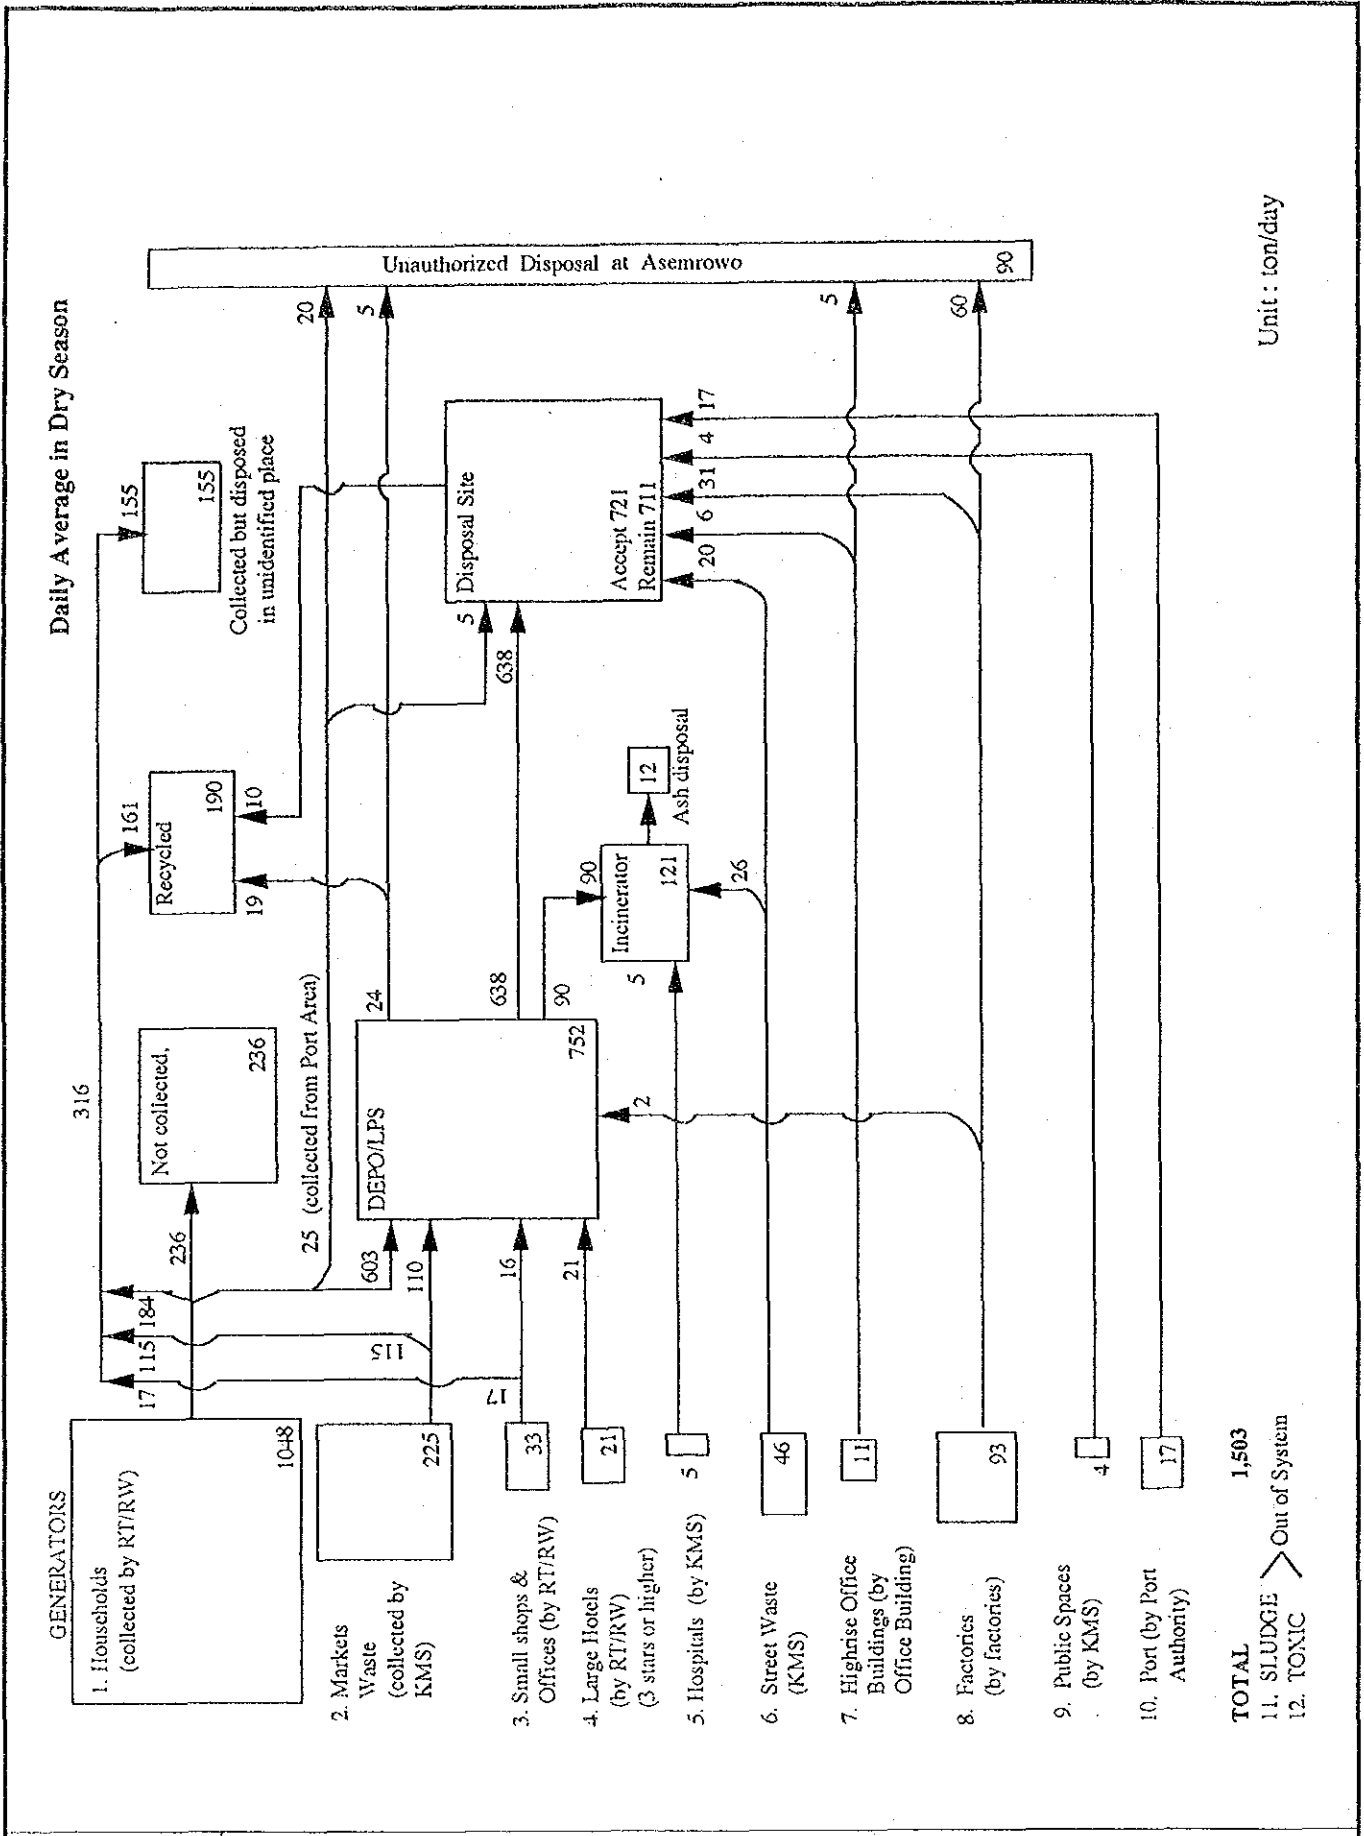 Daily Average in Dry Season
GENERATORS
1. Households
(collected by RT/RW)
1048
2. Markets
Waste
(collected by
KMS)
225
3. Small shops &
Offices (by RT/RW)
33
4. Large Hotels
(by RT/RW)
(3 stars or higher)
21
5. Hospitals (by KMS)
5
6. Street Waste
(KMS)
46
7. Highrise Office
Buildings (by
Office Building)
11
8. Factories
(by factories)
93
9. Public Spaces
(by KMS)
4
10. Port (by Port
Authority)
17
TOTAL 1,503
11. SLUDGE
12. TOXIC
Out of System
17
115
184
316
236
115
17
603
110
16
21
25 (collected from Port Area)
Not collected,
236
DEPO/LPS
752
2
24
638
90
19
161
10
Recycled
190
90
5
26
Incinerator
121
12
Ash disposal
155
155
Collected but disposed
in unidentified place
5
638
Disposal Site
Accept 721
Remain 711
20
6
31
4
17
20
5
5
60
Unauthorized Disposal at Asemrowo
90
Unit : ton/day